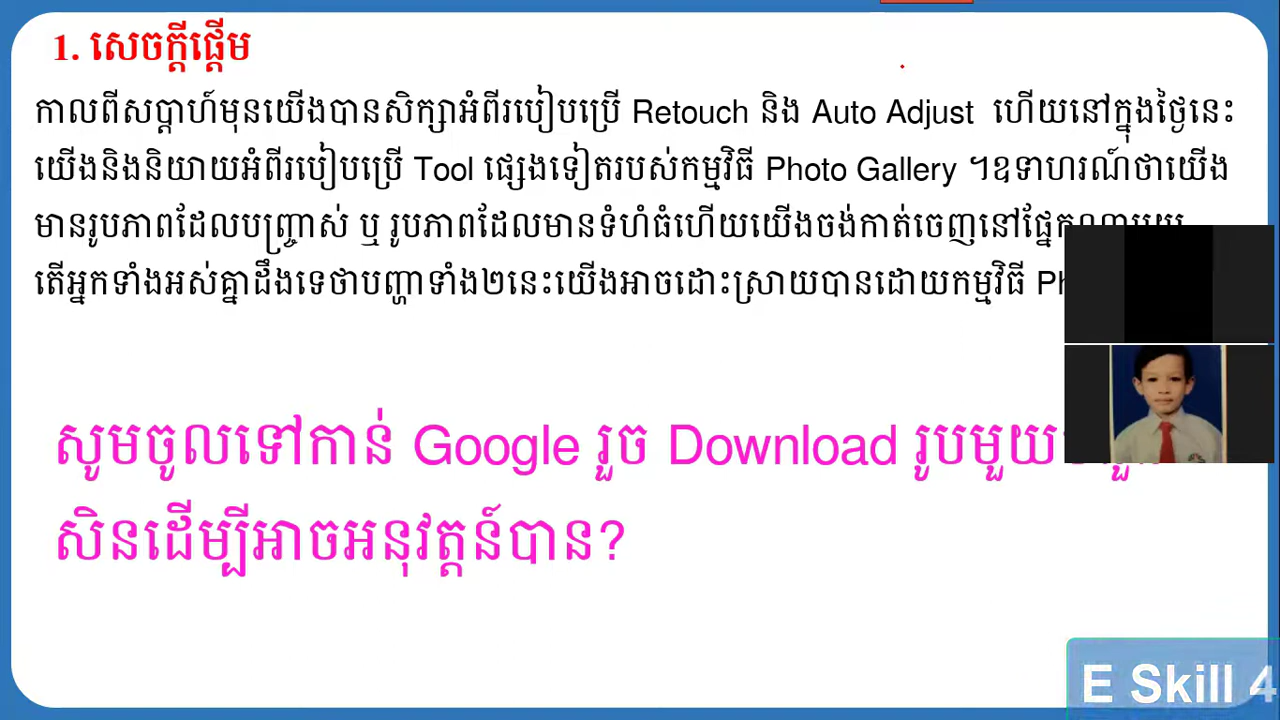 1. សេចក្តីផ្តើម
កាលពីសប្តាហ៍មុនយើងបានសិក្សាអំពីរបៀបប្រើ Retouch និង Auto Adjust ហើយនៅក្នុងថ្ងៃនេះ
យើងនិងនិយាយអំពីរបៀបប្រើ Tool ផ្សេងទៀតរបស់កម្មវិធី Photo Gallery ។ឧទាហរណ៍ថាយើង
មានរូបភាពដែលបញ្ច្រាស់ ឬ រូបភាពដែលមានទំហំធំហើយយើងចង់កាត់ចេញនៅផ្នែក
តើអ្នកទាំងអស់គ្នាដឹងទេថាបញ្ហាទាំង២នេះយើងអាចដោះស្រាយបានដោយកម្មវិធី
សូមចូលទៅកាន់ Google រួច Download រូបមួយ
សិនដើម្បីអាចអនុវត្តន៍បាន?
E Skill 4